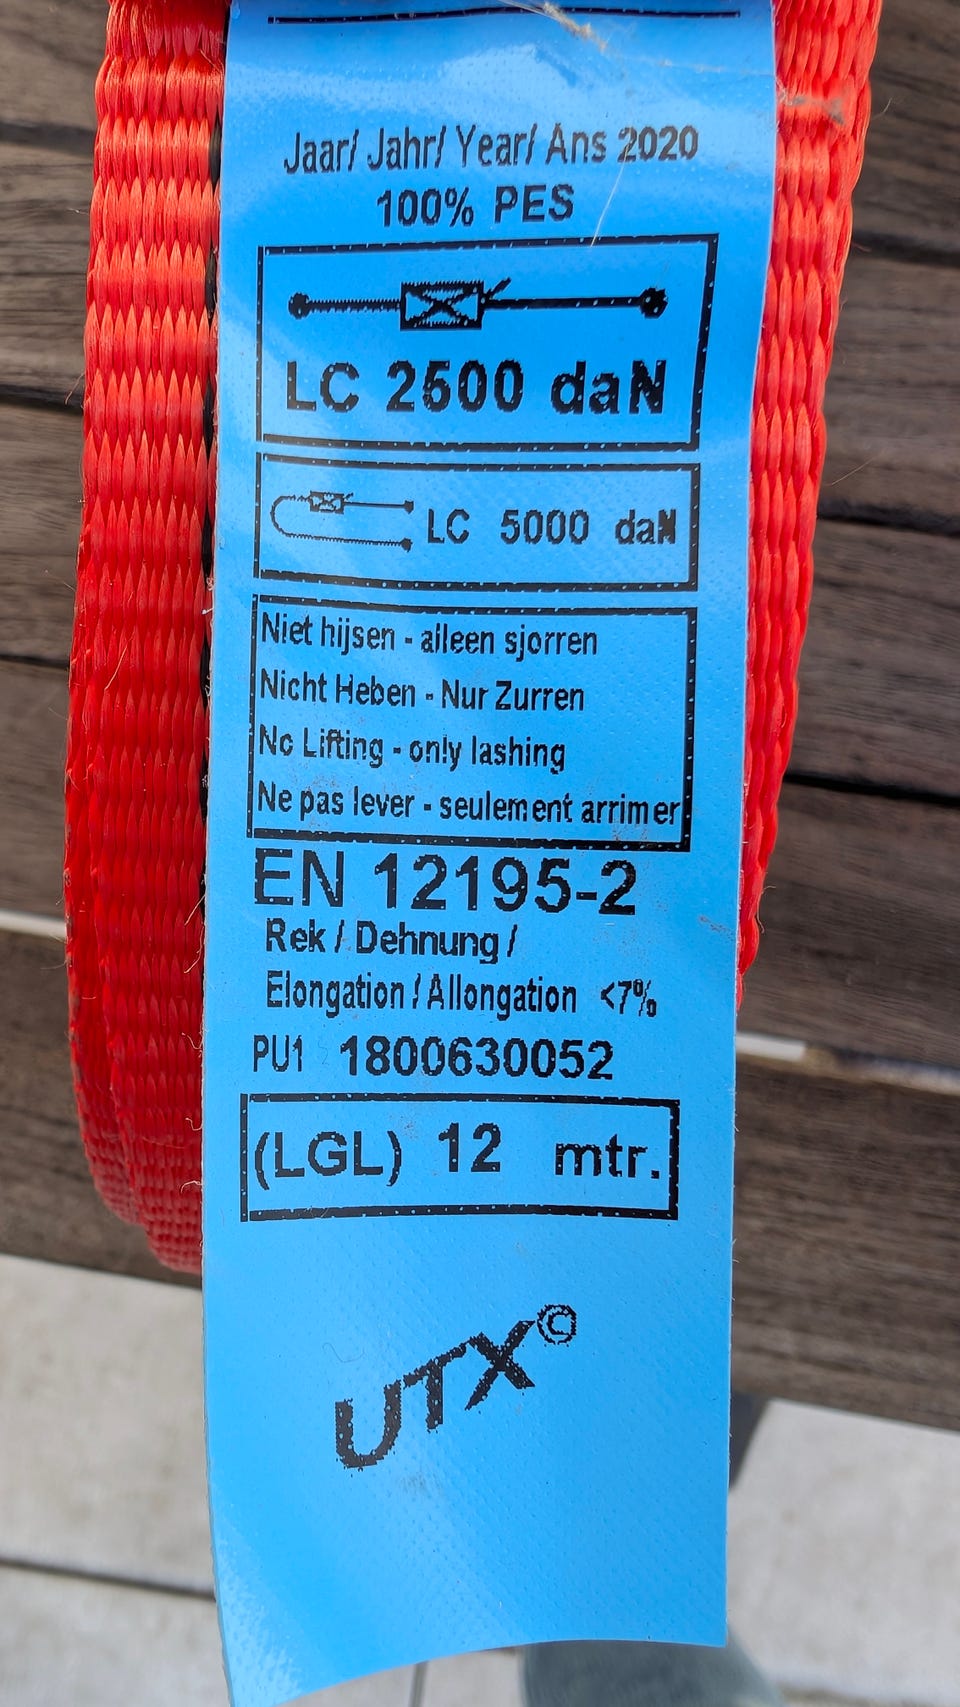 Jaar/ Jahr/ Year/ Ans 2020
100% PES
LC 2500 daN
LC 5000 daN
Niet hijsen - alleen sjorren
Nicht Heben - Nur Zurren
No Lifting - only lashing
Ne pas lever - seulement arrimer
EN 12195-2
Rek / Dehnung /
Elongation / Allongation <7%
PU1 1800630052
(LGL) 12 mtr.
UTX©